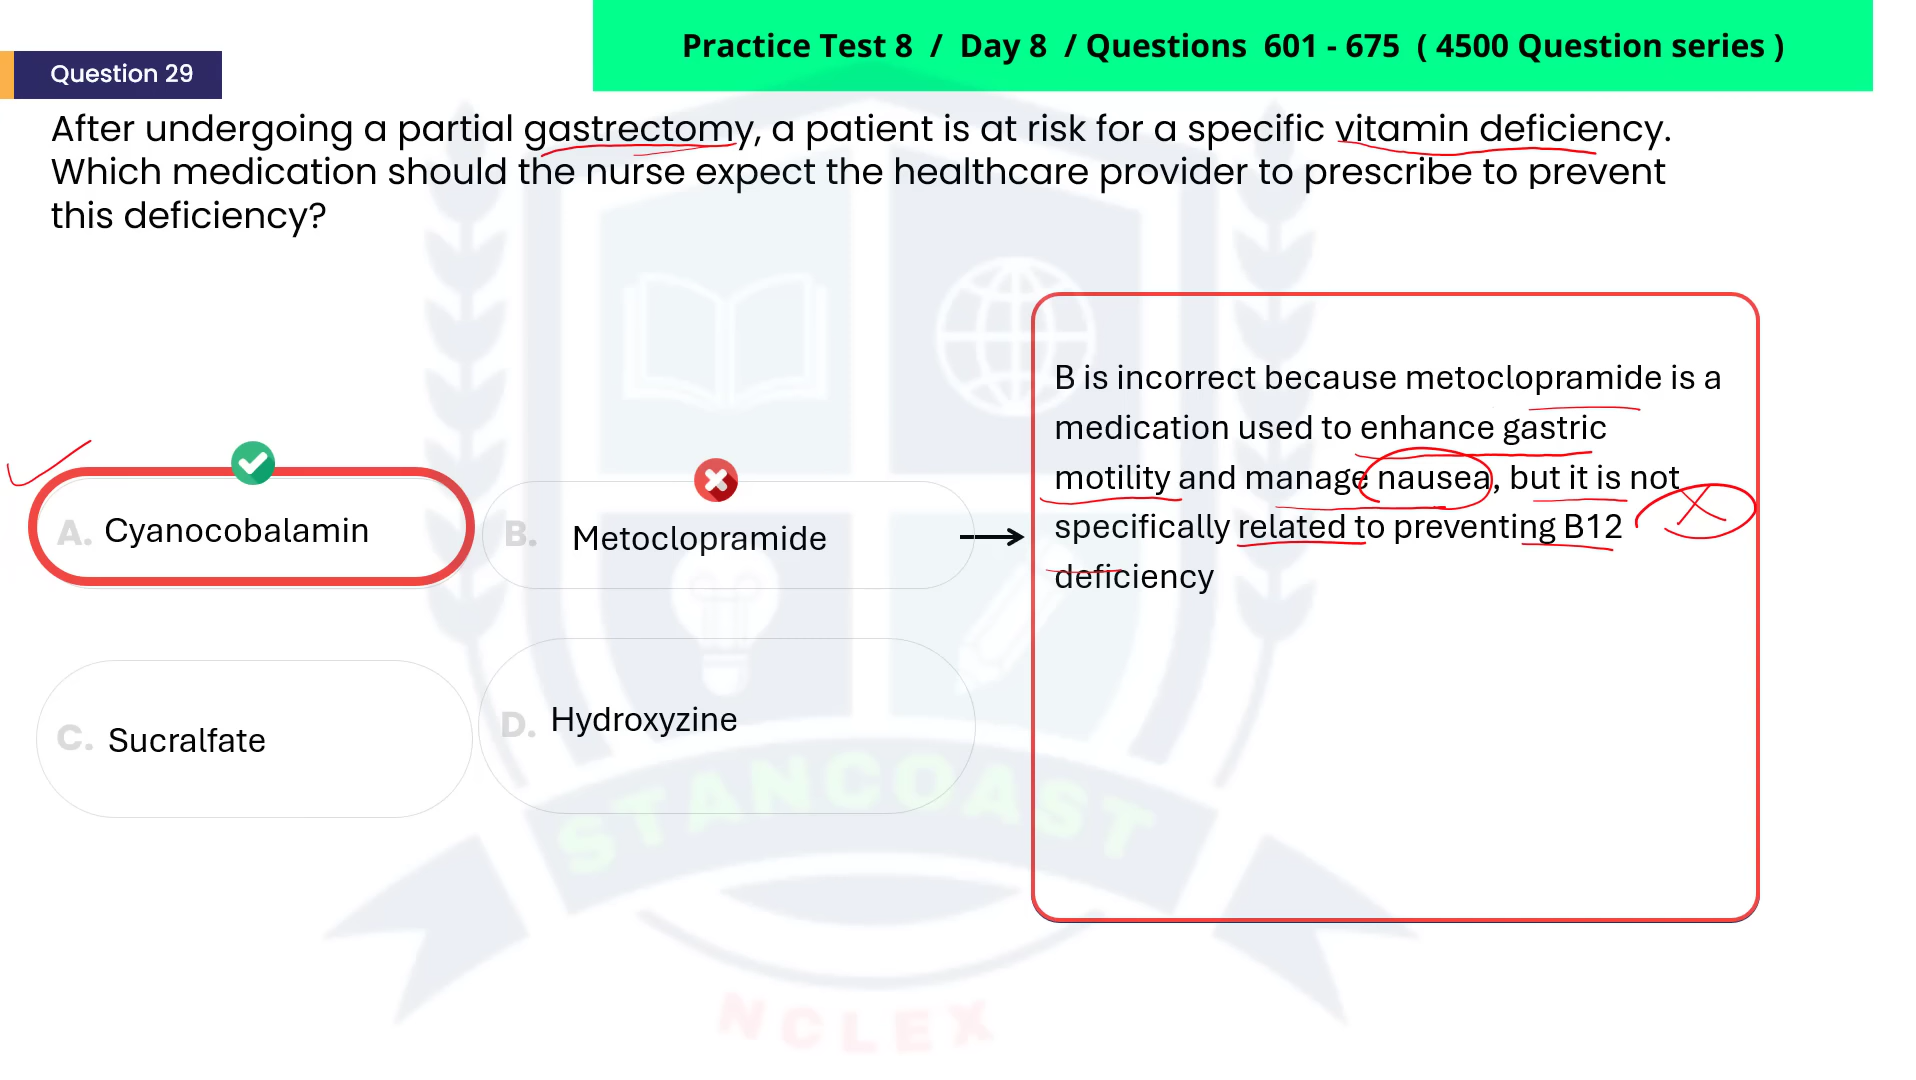 Practice Test 8 / Day 8 / Questions 601 - 675 ( 4500 Question series )
Question 29
After undergoing a partial gastrectomy, a patient is at risk for a specific vitamin deficiency.
Which medication should the nurse expect the healthcare provider to prescribe to prevent
this deficiency?
A. Cyanocobalamin
B. Metoclopramide
C. Sucralfate
D. Hydroxyzine
B is incorrect because metoclopramide is a
medication used to enhance gastric
motility and manage nausea, but it is not
specifically related to preventing B12
deficiency
STANCOAST
NCLEX